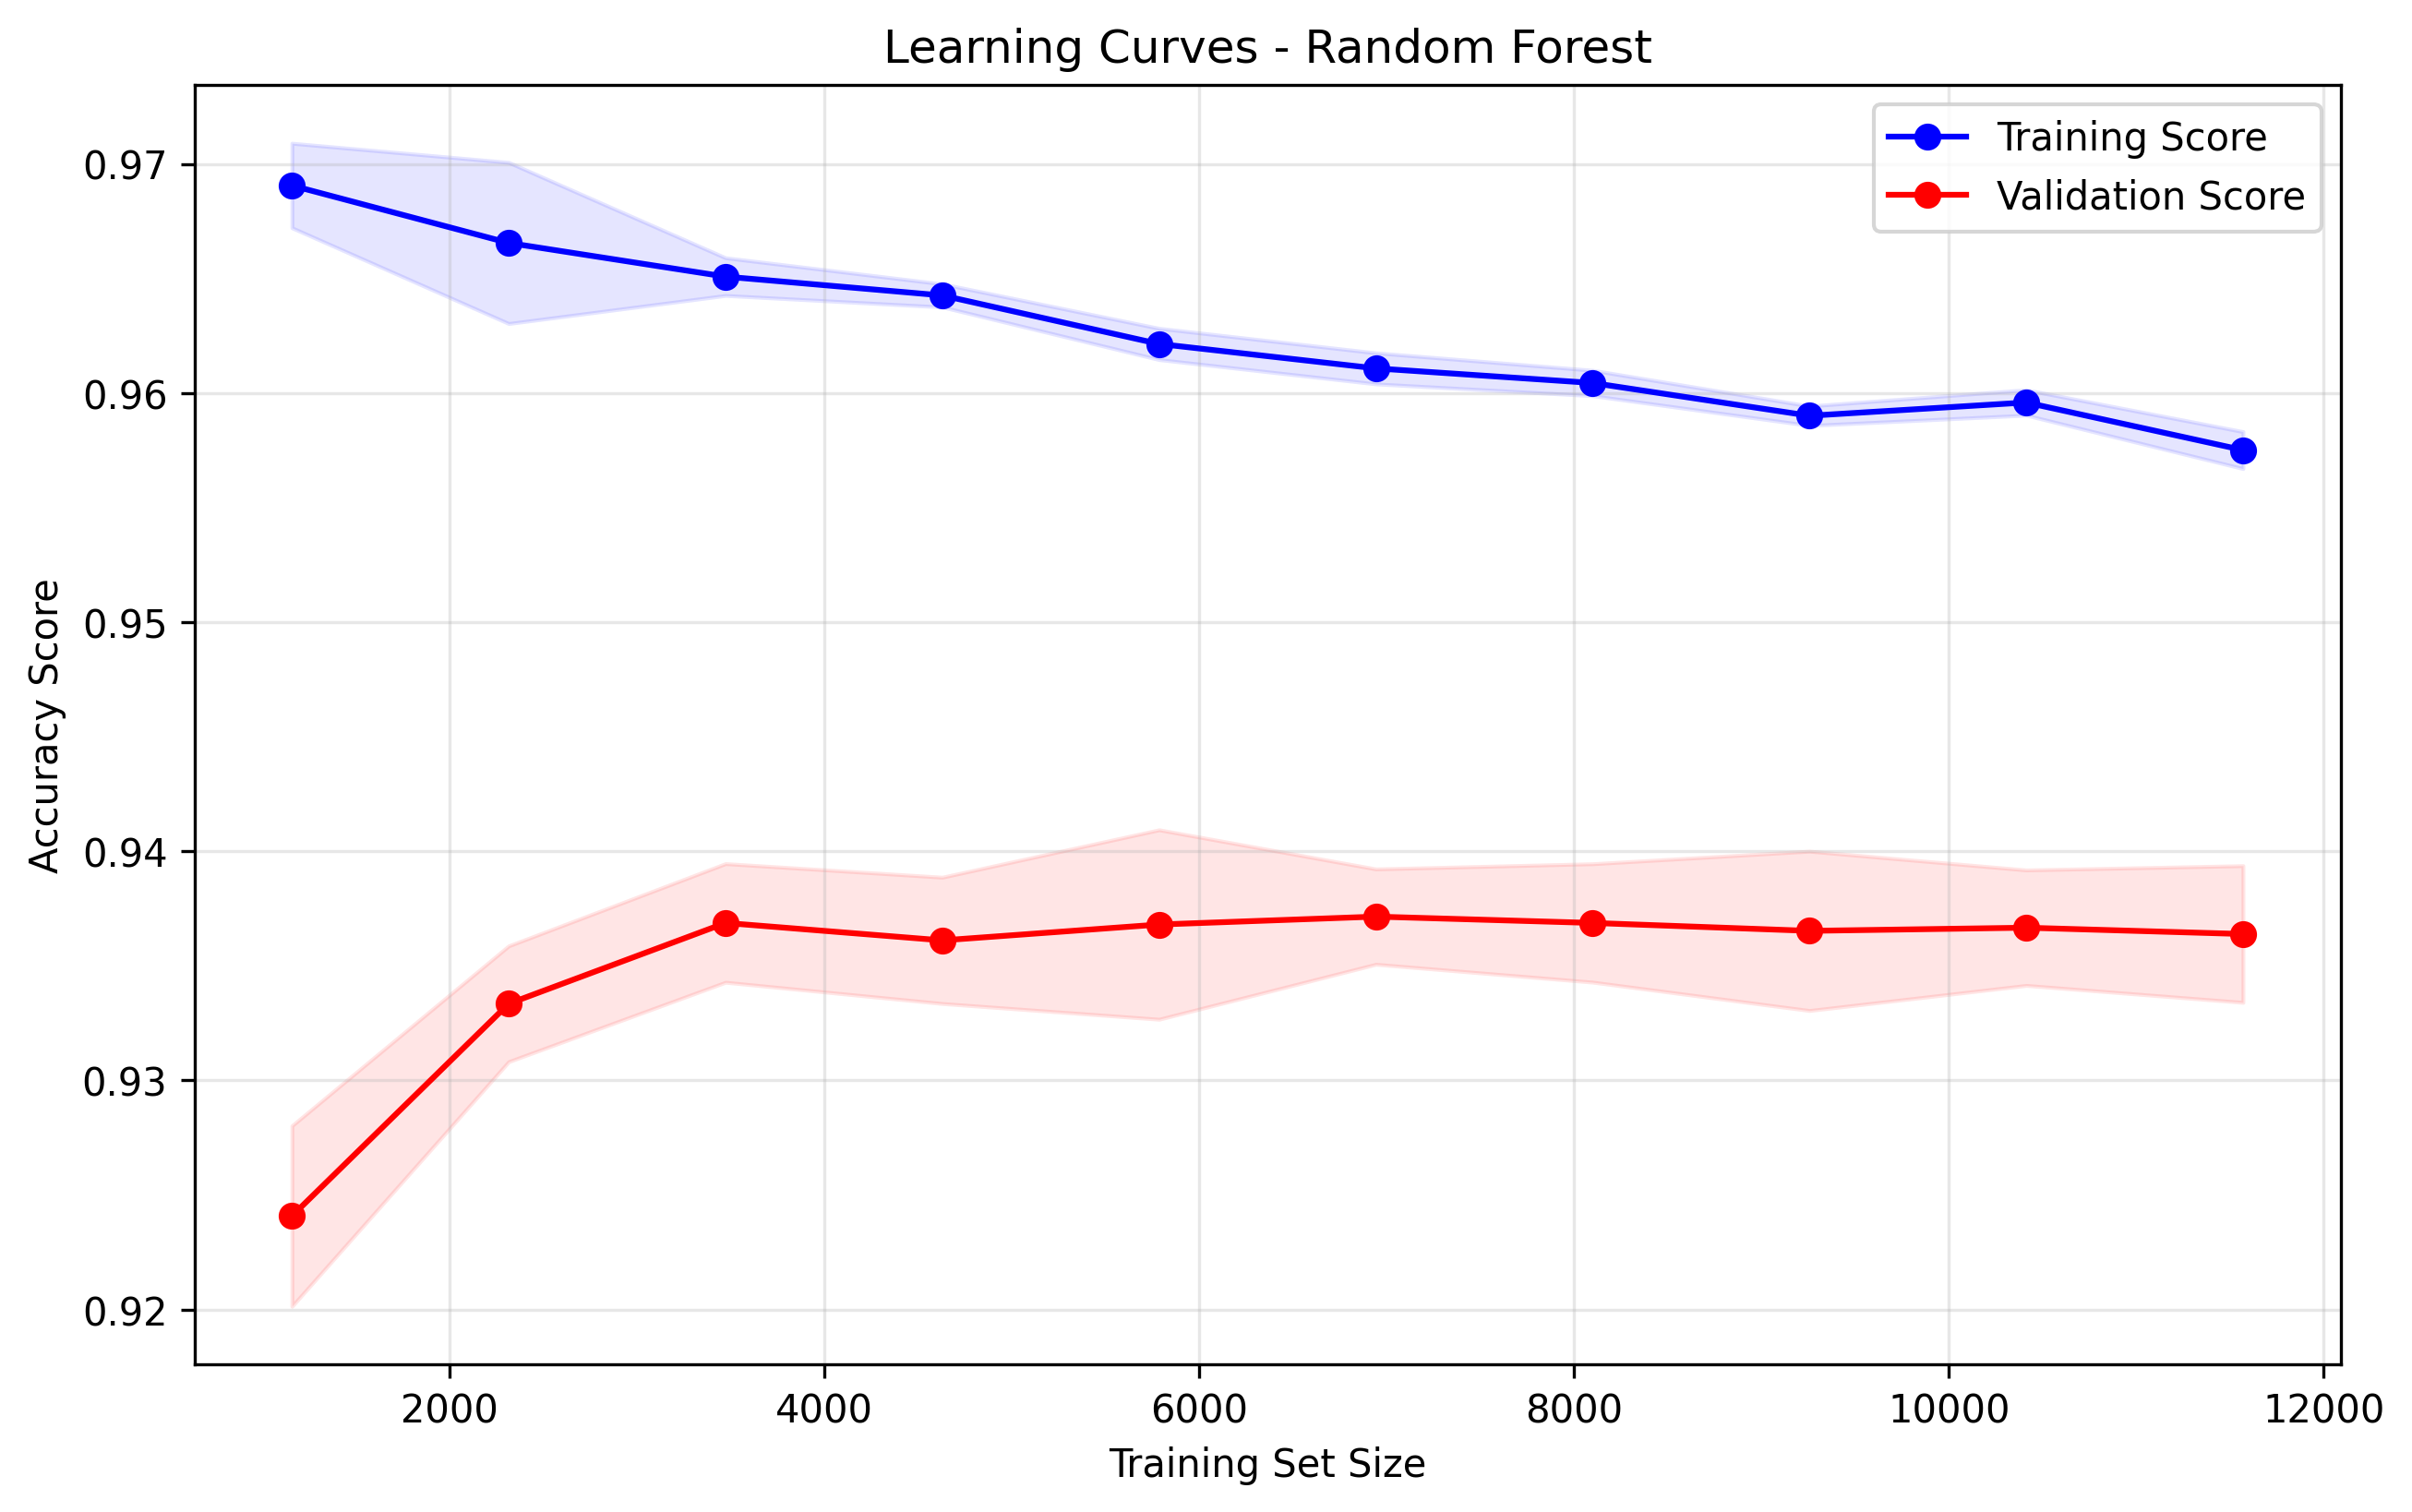 Learning Curves - Random Forest
Training Score
Validation Score
0.97
0.96
0.95
0.94
0.93
0.92
Accuracy Score
2000 4000 6000 8000 10000 12000
Training Set Size